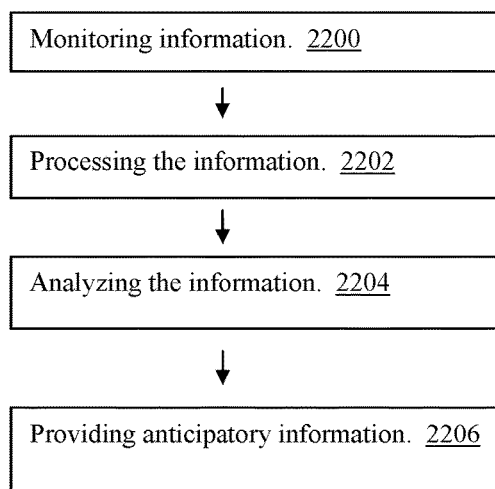 Monitoring information. 2200
Processing the information. 2202
Analyzing the information. 2204
Providing anticipatory information. 2206